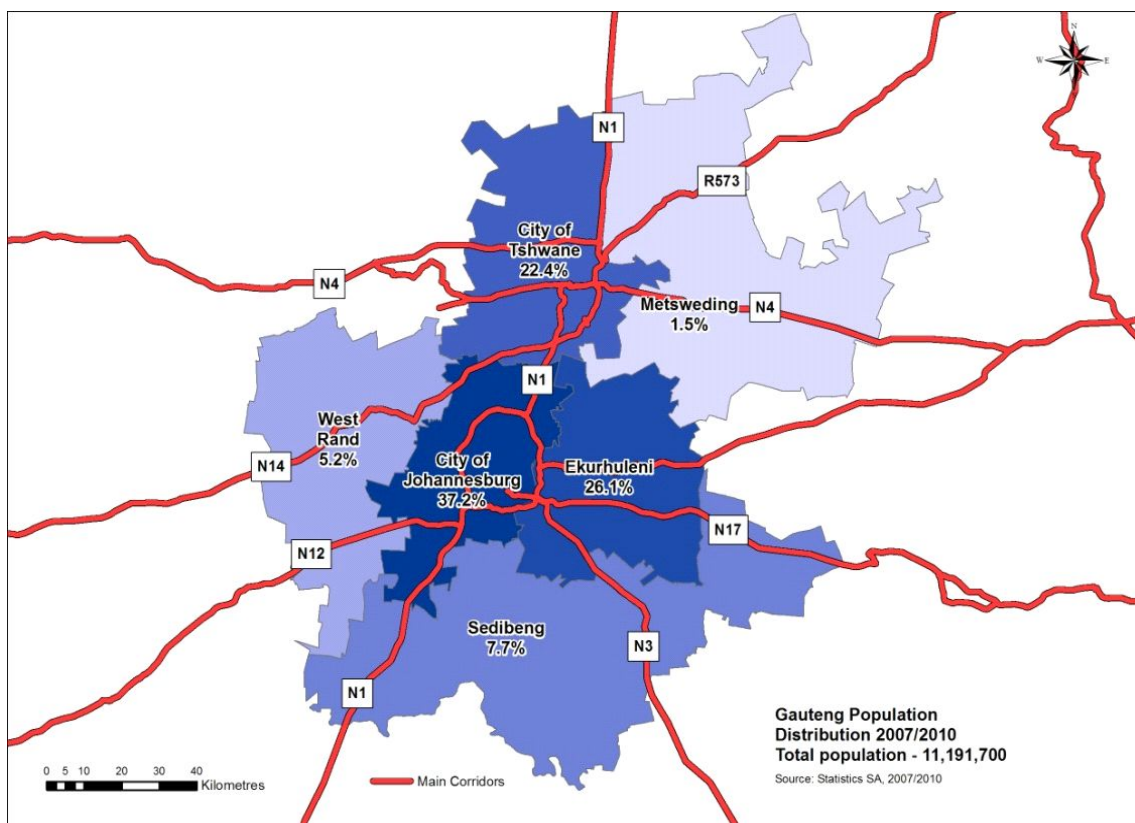 N
W
E
S
N1
R573
City of
Tshwane
22.4%
N4
Metsweding
1.5%
N4
N1
West
Rand
5.2%
N14
City of
Johannesburg
37.2%
Ekurhuleni
26.1%
N17
N12
Sedibeng
7.7%
N3
N1
Gauteng Population
Distribution 2007/2010
Total population - 11,191,700
Source: Statistics SA, 2007/2010
0 5 10 20 30 40
Kilometres
Main Corridors